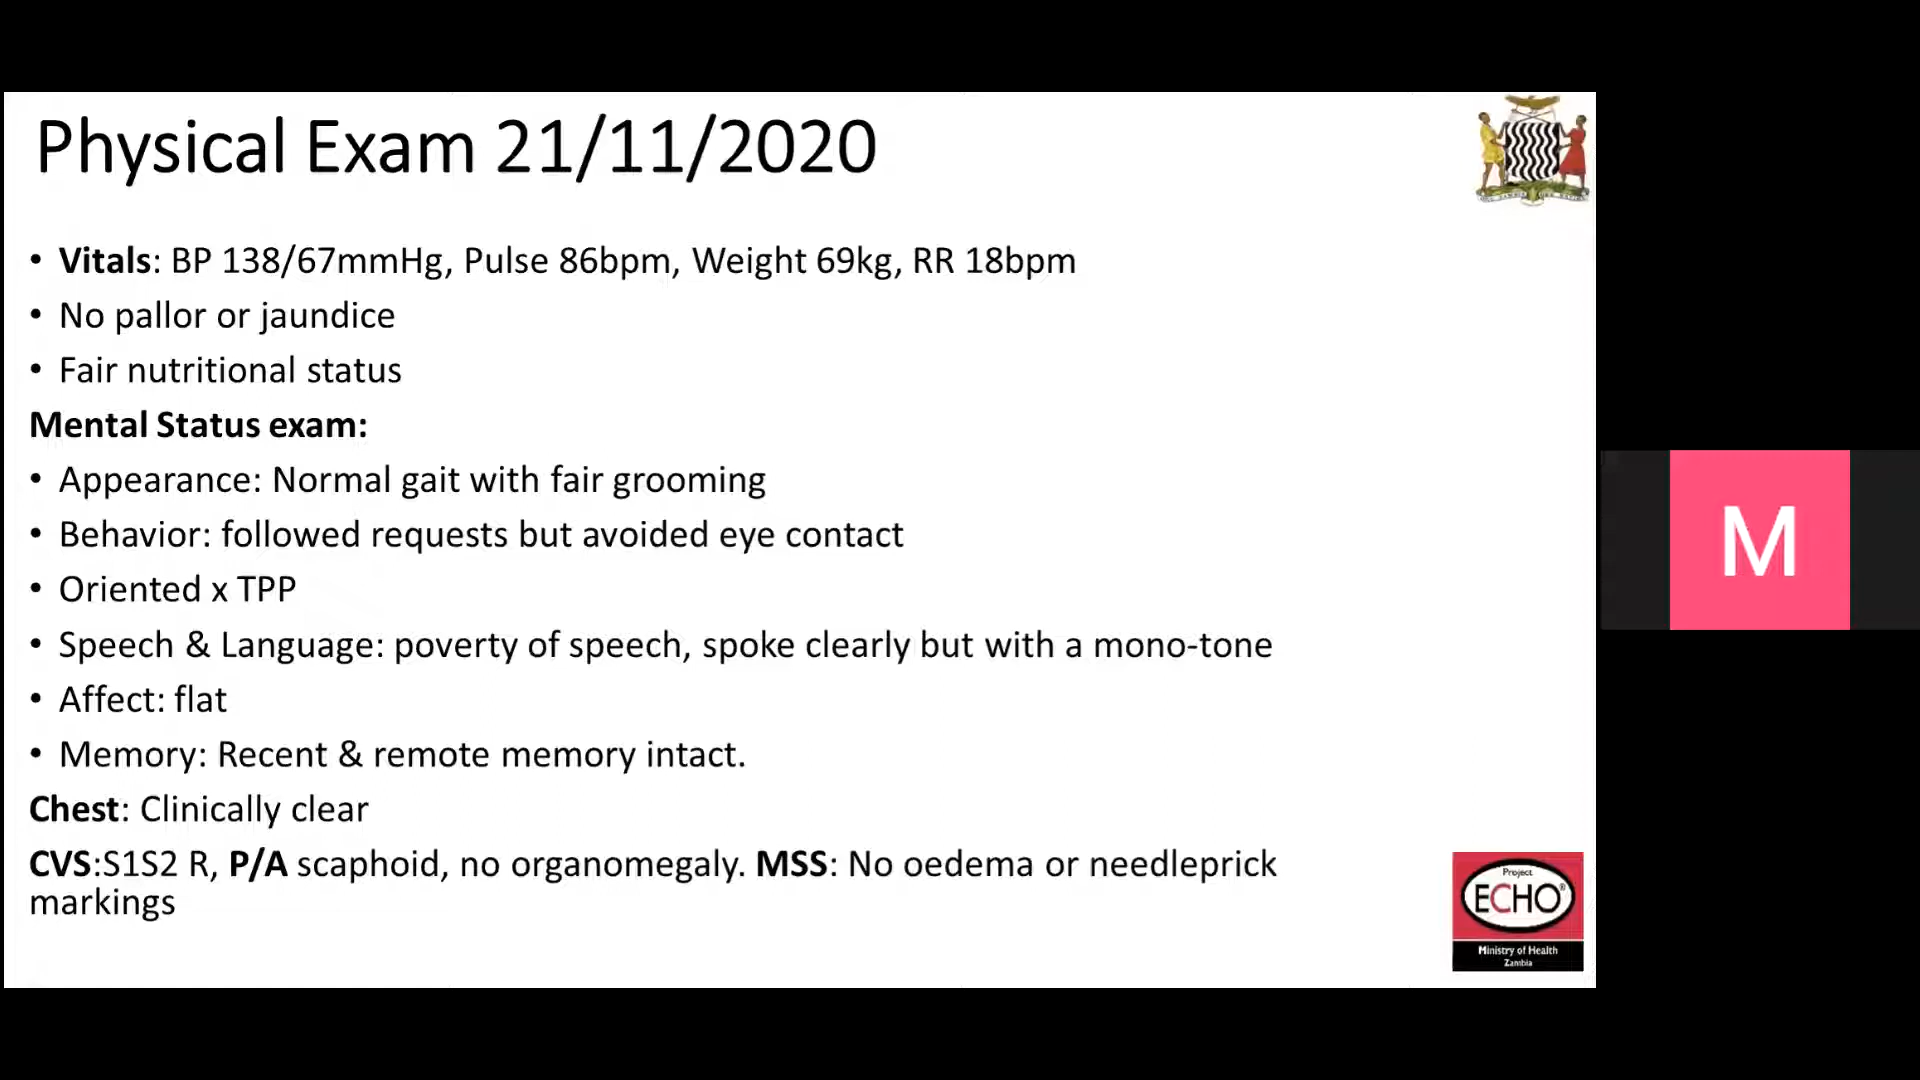 Physical Exam 21/11/2020
• Vitals: BP 138/67mmHg, Pulse 86bpm, Weight 69kg, RR 18bpm
• No pallor or jaundice
• Fair nutritional status
Mental Status exam:
• Appearance: Normal gait with fair grooming
• Behavior: followed requests but avoided eye contact
• Oriented x TPP
• Speech & Language: poverty of speech, spoke clearly but with a mono-tone
• Affect: flat
• Memory: Recent & remote memory intact.
Chest: Clinically clear
CVS:S1S2 R, P/A scaphoid, no organomegaly. MSS: No oedema or needleprick
markings
M
Project
ECHO®
Ministry of Health
Zambia